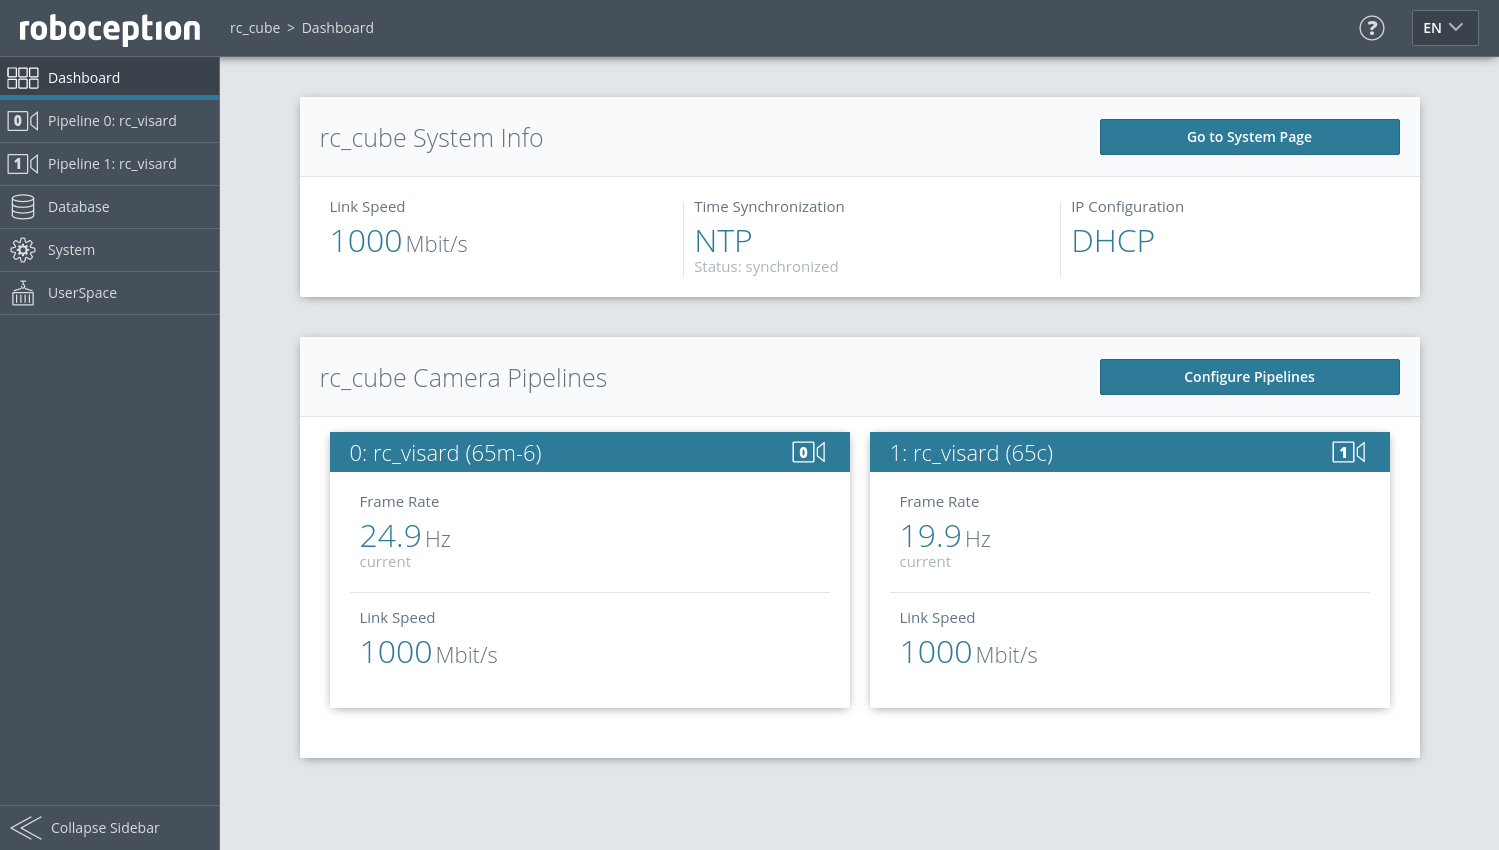 roboception
rc_cube > Dashboard
?
EN
Dashboard
0 Pipeline 0: rc_visard
1 Pipeline 1: rc_visard
Database
System
UserSpace
Collapse Sidebar
rc_cube System Info
Go to System Page
Link Speed
1000 Mbit/s
Time Synchronization
NTP
Status: synchronized
IP Configuration
DHCP
rc_cube Camera Pipelines
Configure Pipelines
0: rc_visard (65m-6)
0
Frame Rate
24.9 Hz
current
Link Speed
1000 Mbit/s
1: rc_visard (65c)
1
Frame Rate
19.9 Hz
current
Link Speed
1000 Mbit/s